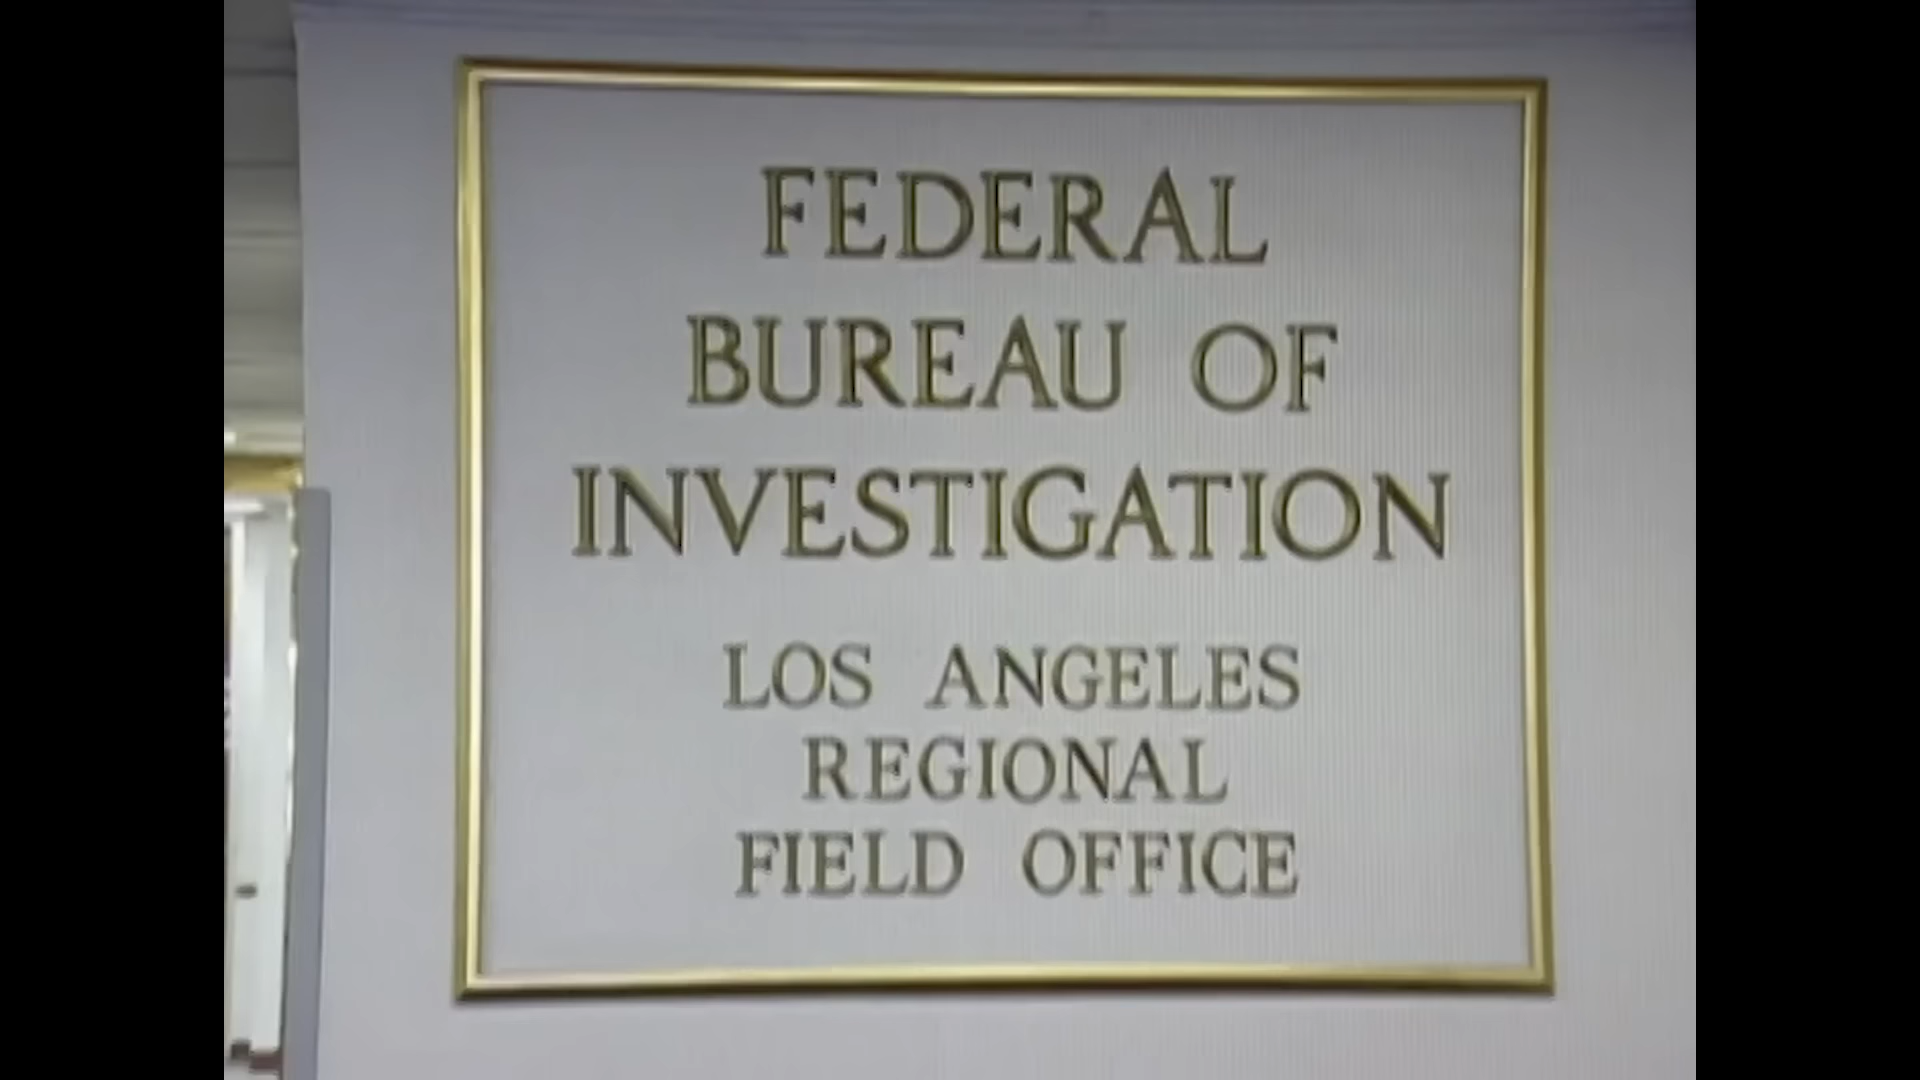 FEDERAL
BUREAU OF
INVESTIGATION
LOS ANGELES
REGIONAL
FIELD OFFICE